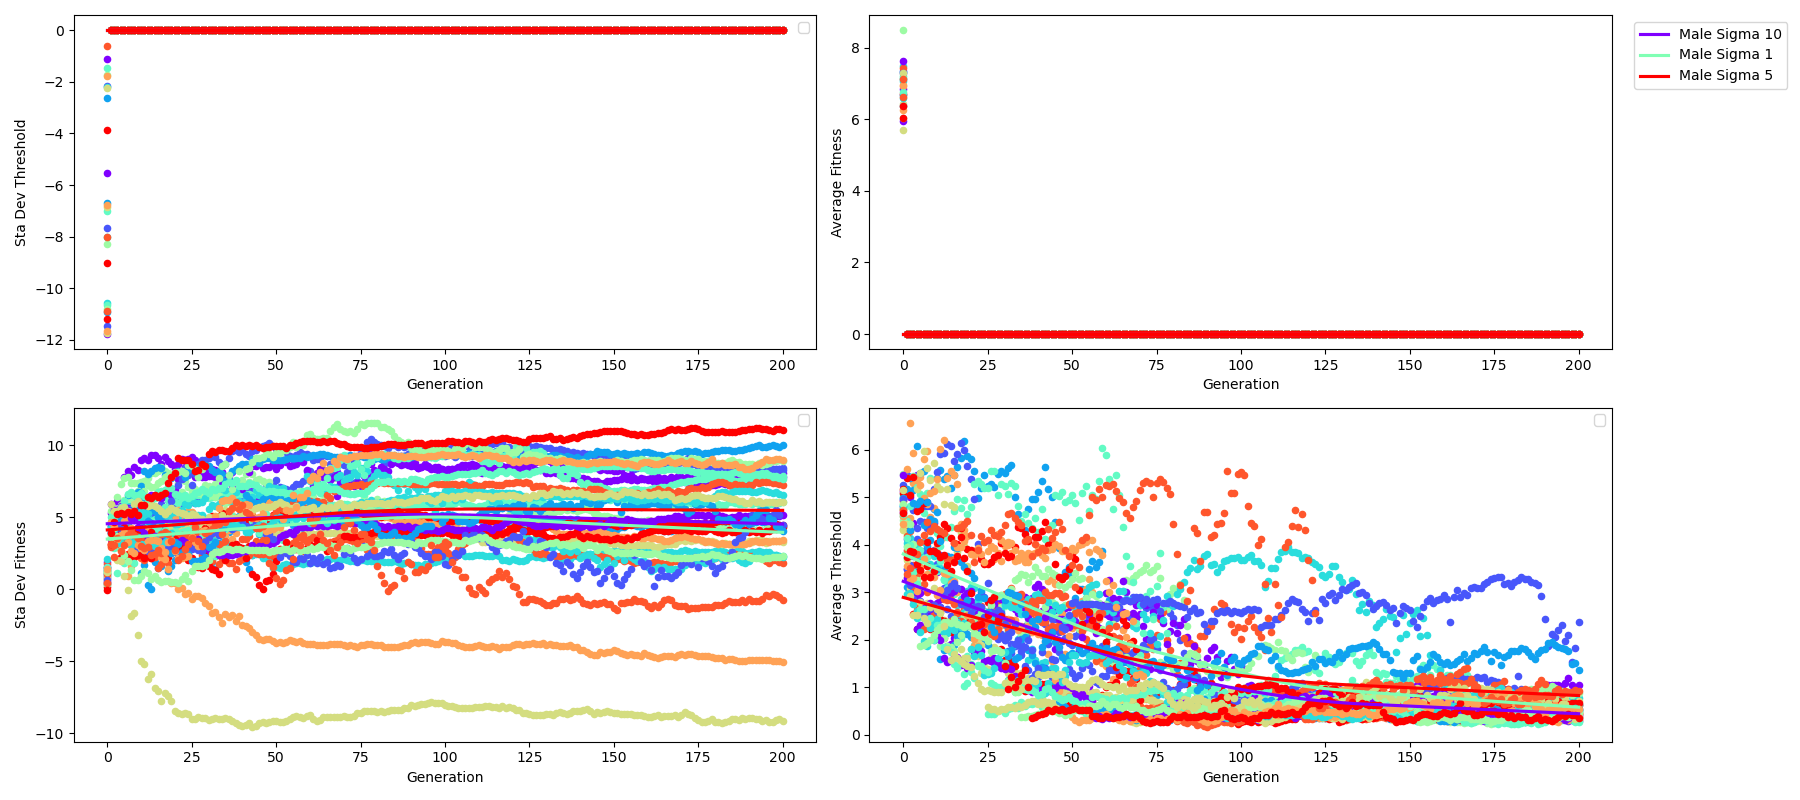 Sta Dev Threshold
0
−2
−4
−6
−8
−10
−12
0 25 50 75 100 125 150 175 200
Generation
Average Fitness
8
6
4
2
0
0 25 50 75 100 125 150 175 200
Generation
Male Sigma 10
Male Sigma 1
Male Sigma 5
Sta Dev Fitness
10
5
0
−5
−10
0 25 50 75 100 125 150 175 200
Generation
Average Threshold
6
5
4
3
2
1
0
0 25 50 75 100 125 150 175 200
Generation